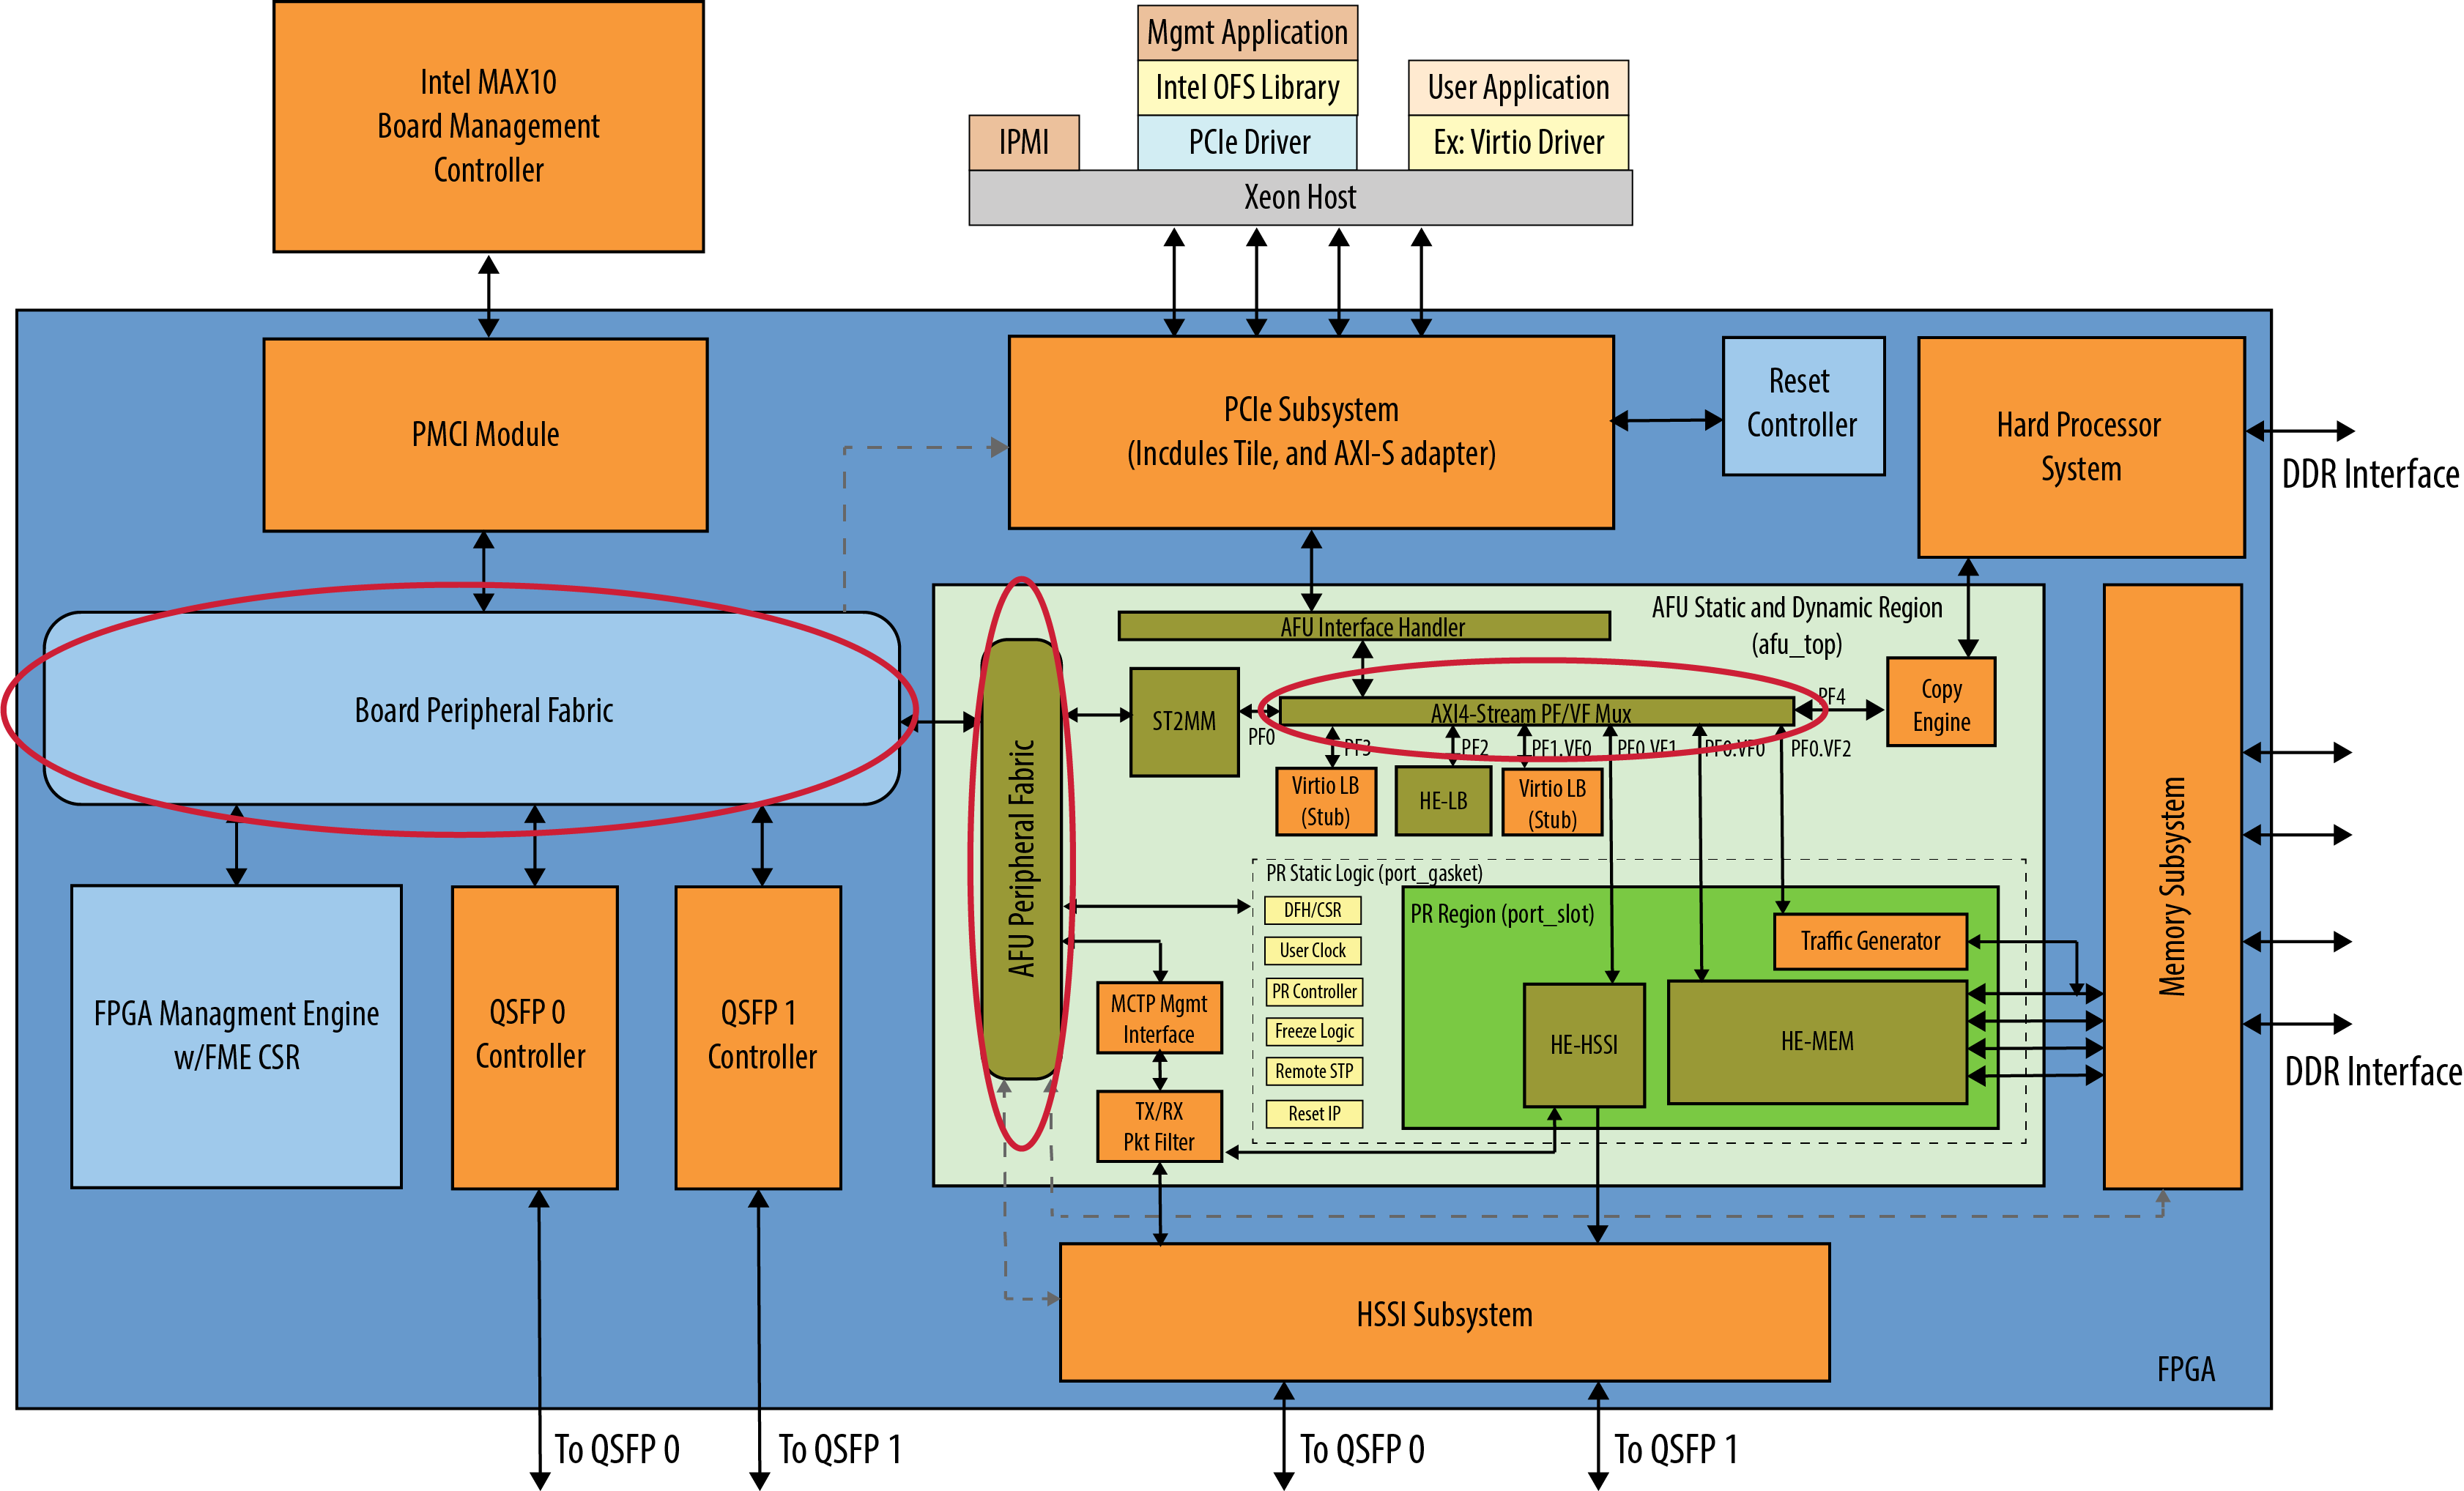 Intel MAX10
Board Management
Controller
Mgmt Application
Intel OFS Library
User Application
IPMI
PCIe Driver
Ex: Virtio Driver
Xeon Host
PMCI Module
PCIe Subsystem
(Incdules Tile, and AXI-S adapter)
Reset
Controller
Hard Processor
System
DDR Interface
Board Peripheral Fabric
AFU Static and Dynamic Region
(afu_top)
AFU Interface Handler
AFU Peripheral Fabric
ST2MM
AXI4-Stream PF/VF Mux
PF4
Copy
Engine
PF0
PF3
PF2
PF1.VF0
PF0.VF1
PF0.VF0
PF0.VF2
Virtio LB
(Stub)
HE-LB
Virtio LB
(Stub)
Memory Subsystem
PR Static Logic (port_gasket)
DFH/CSR
User Clock
PR Controller
Freeze Logic
Remote STP
Reset IP
PR Region (port_slot)
Traffic Generator
HE-HSSI
HE-MEM
MCTP Mgmt
Interface
TX/RX
Pkt Filter
FPGA Managment Engine
w/FME CSR
QSFP 0
Controller
QSFP 1
Controller
DDR Interface
HSSI Subsystem
FPGA
To QSFP 0
To QSFP 1
To QSFP 0
To QSFP 1